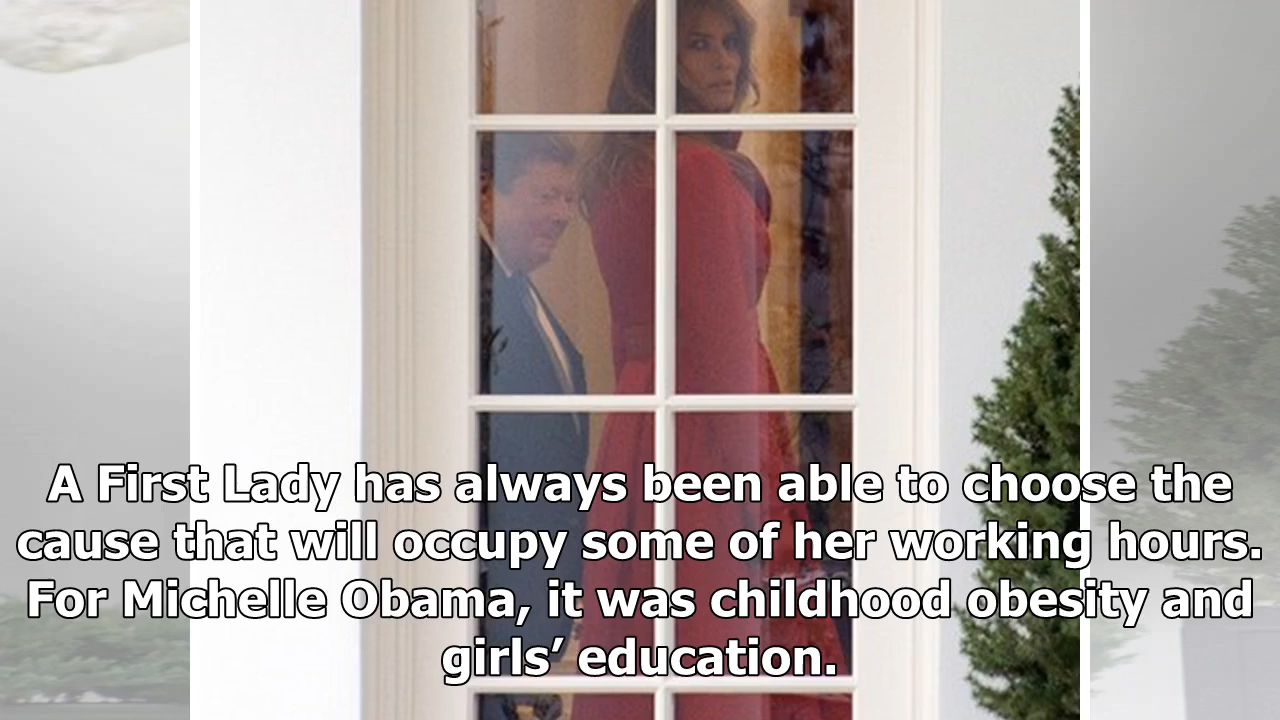 A First Lady has always been able to choose the
cause that will occupy some of her working hours.
For Michelle Obama, it was childhood obesity and
girls’ education.